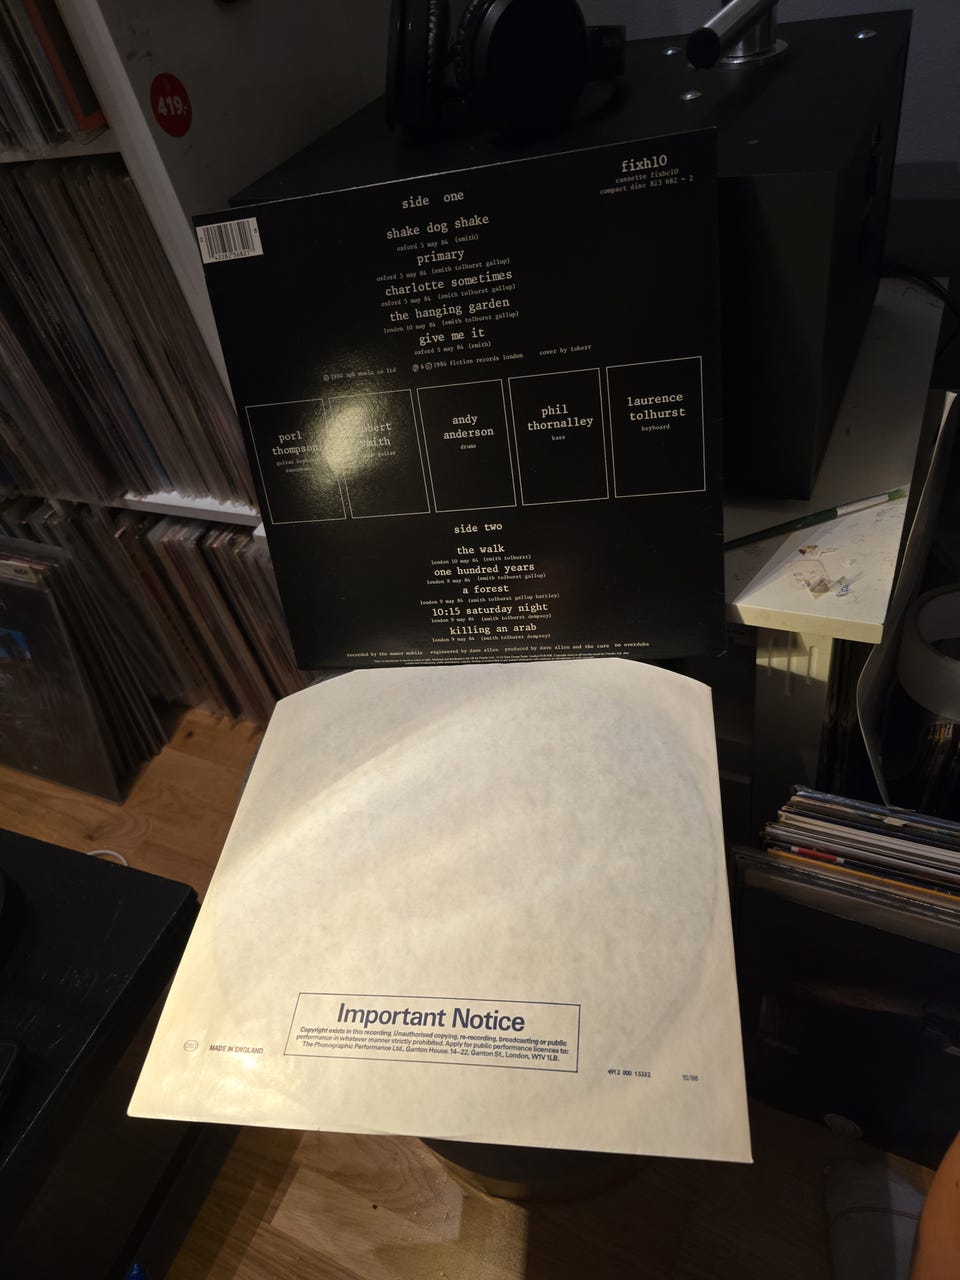 419,-
fixh10
cassette fixhc10
compact disc 823 682 - 2
side one
shake dog shake
oxford 5 may 84 (smith)
primary
oxford 5 may 84 (smith tolhurst gallup)
charlotte sometimes
oxford 5 may 84 (smith tolhurst gallup)
the hanging garden
london 10 may 84 (smith tolhurst gallup)
give me it
oxford 5 may 84 (smith)
© 1984 apb music co ltd ℗ & © 1984 fiction records london cover by toberr
porl
thompson
guitar
andy
anderson
drums
phil
thornalley
bass
laurence
tolhurst
keyboard
smith
guitar
side two
the walk
london 10 may 84 (smith tolhurst)
one hundred years
london 8 may 84 (smith tolhurst gallup)
a forest
london 9 may 84 (smith tolhurst gallup hartley)
10:15 saturday night
london 9 may 84 (smith tolhurst dempsey)
killing an arab
london 9 may 84 (smith tolhurst dempsey)
recorded by the manor mobile engineered by dave allen produced by dave allen and the cure no overdubs
Important Notice
Copyright exists in this recording. Unauthorised copying, re-recording, broadcasting or public
performance in whatever manner strictly prohibited. Apply for public performance licences to:
The Phonographic Performance Ltd., Ganton House, 14-22, Ganton St., London, W1V 1LB.
MADE IN ENGLAND
4912 000 15322
10/88